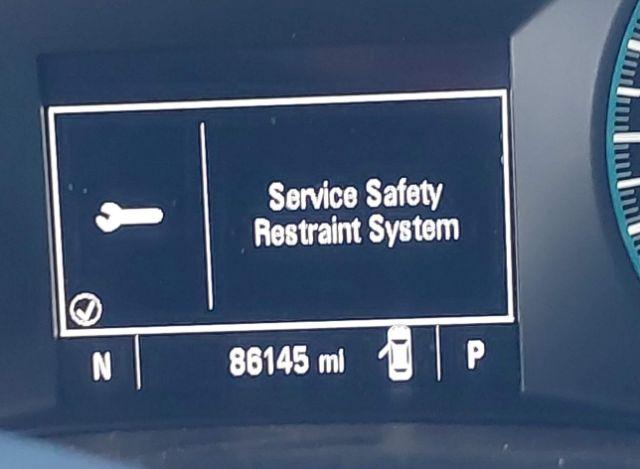 Service Safety
Restraint System
N 86145 mi P